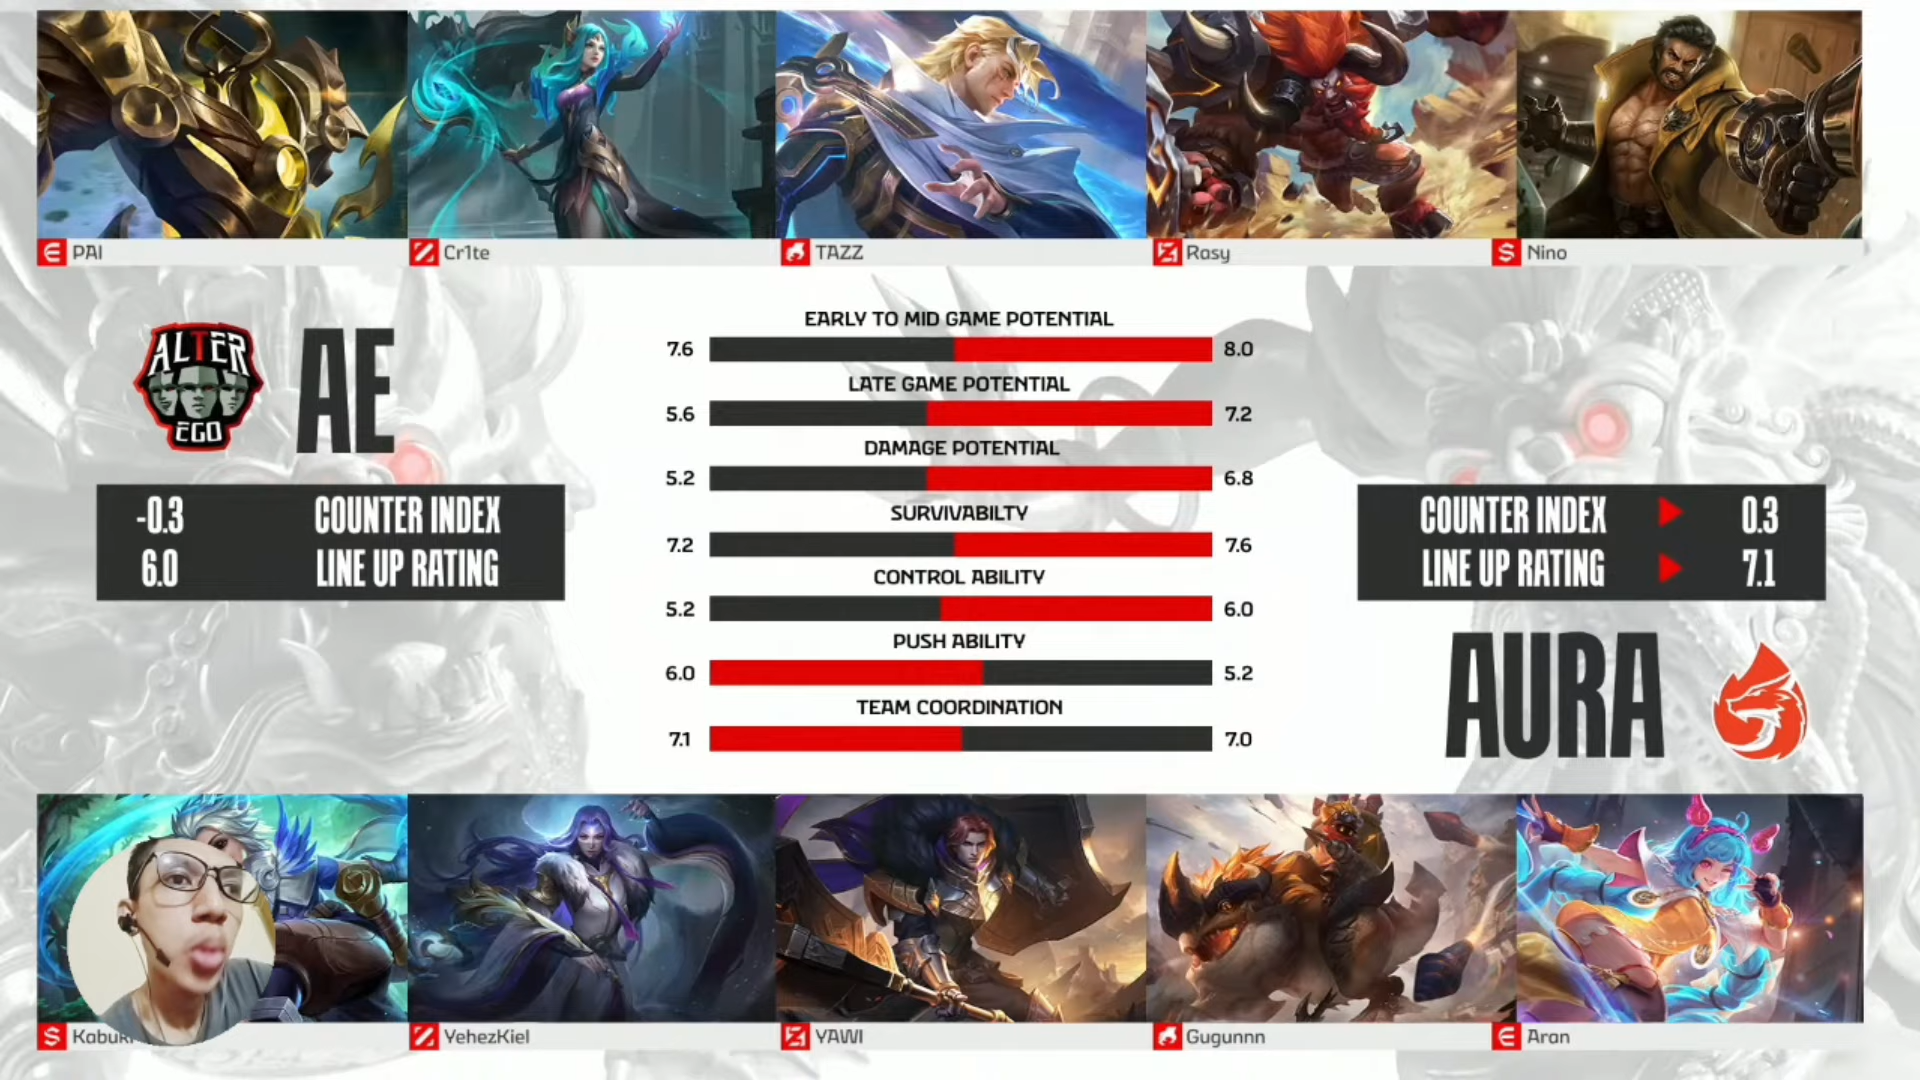 PAI
Cr1te
TAZZ
Rasy
Nino
ALTER
EGO
AE
-0.3 COUNTER INDEX
6.0 LINE UP RATING
EARLY TO MID GAME POTENTIAL
7.6 8.0
LATE GAME POTENTIAL
5.6 7.2
DAMAGE POTENTIAL
5.2 6.8
SURVIVABILTY
7.2 7.6
CONTROL ABILITY
5.2 6.0
PUSH ABILITY
6.0 5.2
TEAM COORDINATION
7.1 7.0
COUNTER INDEX 0.3
LINE UP RATING 7.1
AURA
YehezKiel
YAWI
Gugunnn
Aran